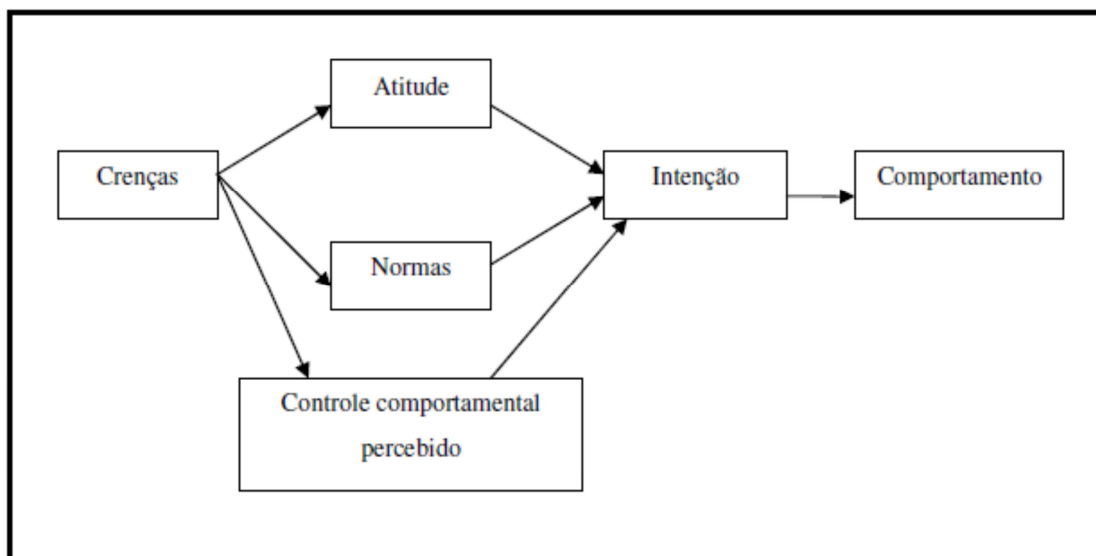 Atitude
Crenças
Intenção
Comportamento
Normas
Controle comportamental
percebido